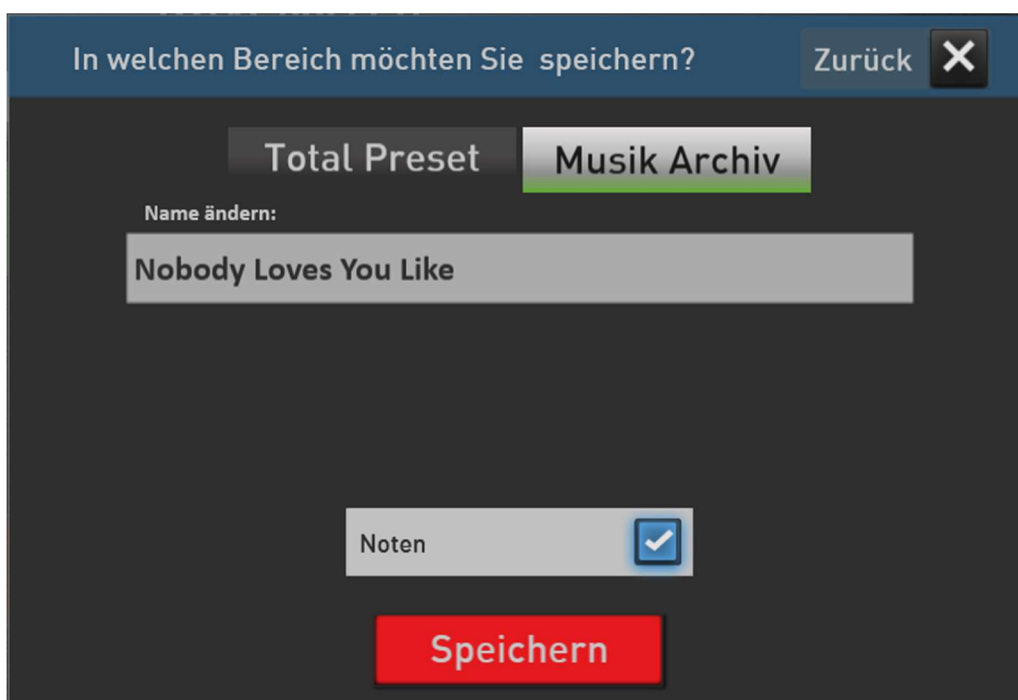 In welchen Bereich möchten Sie speichern?
Zurück
Total Preset
Musik Archiv
Name ändern:
Nobody Loves You Like
Noten
Speichern